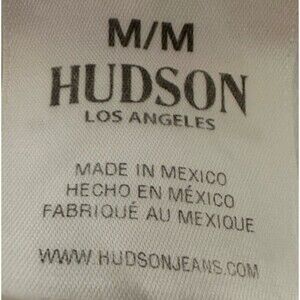 M/M
HUDSON
LOS ANGELES
MADE IN MEXICO
HECHO EN MÉXICO
FABRIQUÉ AU MEXIQUE
WWW.HUDSONJEANS.COM